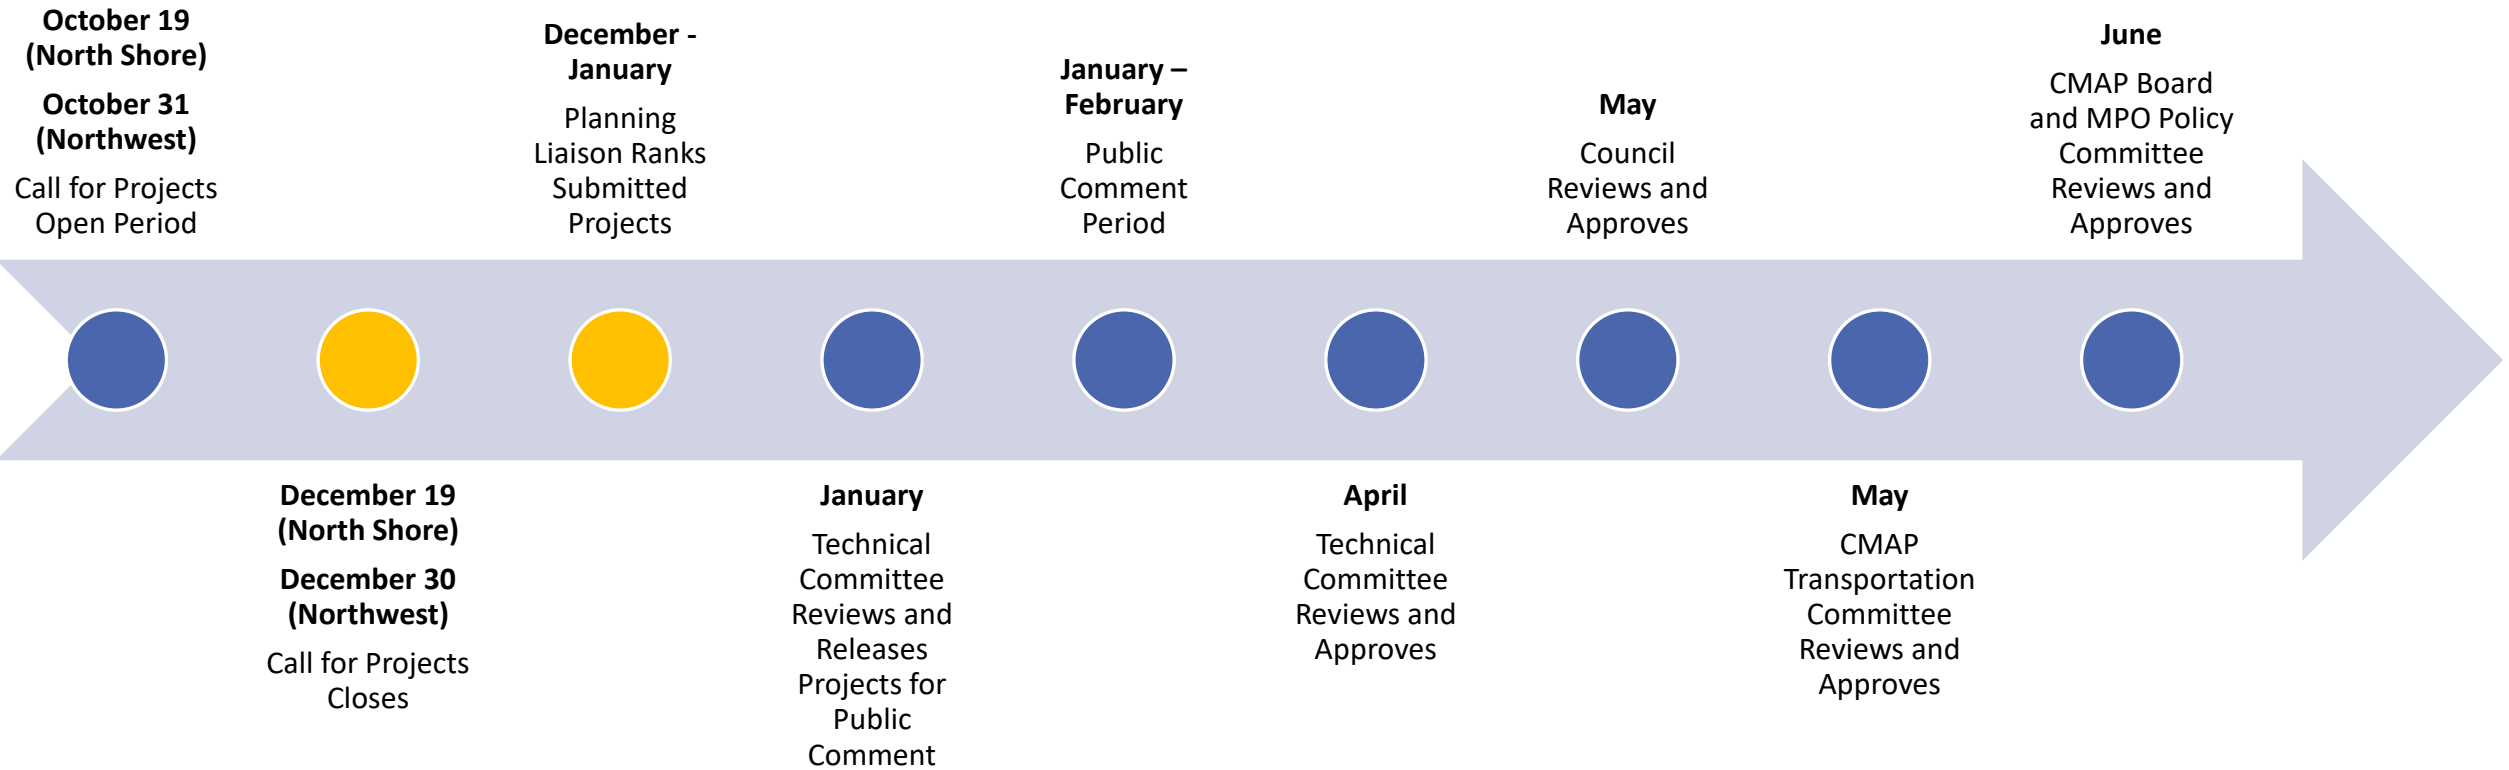 October 19
(North Shore)
October 31
(Northwest)
Call for Projects
Open Period
December 19
(North Shore)
December 30
(Northwest)
Call for Projects
Closes
December -
January
Planning
Liaison Ranks
Submitted
Projects
January
Technical
Committee
Reviews and
Releases
Projects for
Public
Comment
January –
February
Public
Comment
Period
April
Technical
Committee
Reviews and
Approves
May
Council
Reviews and
Approves
May
CMAP
Transportation
Committee
Reviews and
Approves
June
CMAP Board
and MPO Policy
Committee
Reviews and
Approves